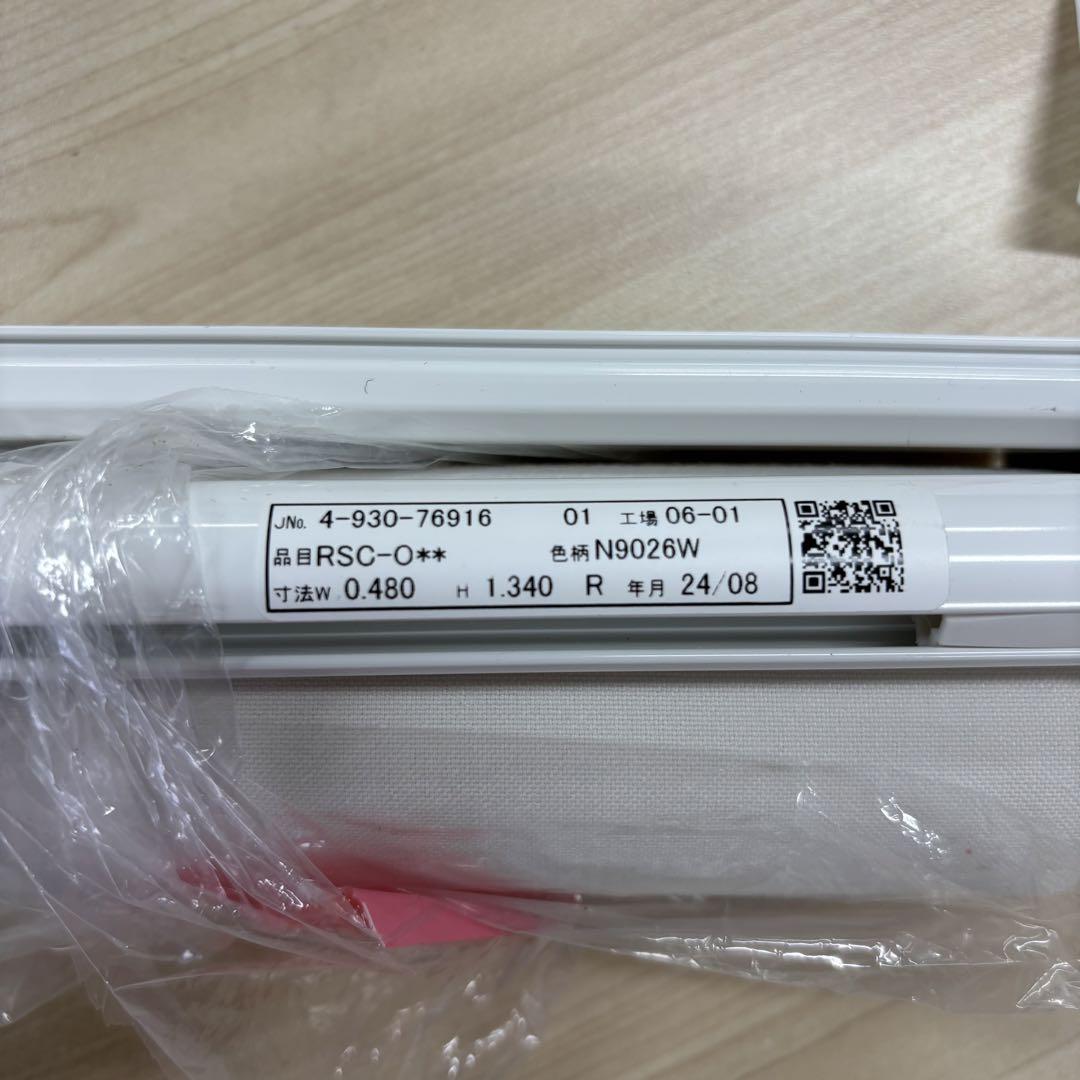 JNo. 4-930-76916 01 工場 06-01
品目 RSC-O** 色柄 N9026W
寸法W 0.480 H 1.340 R 年月 24/08